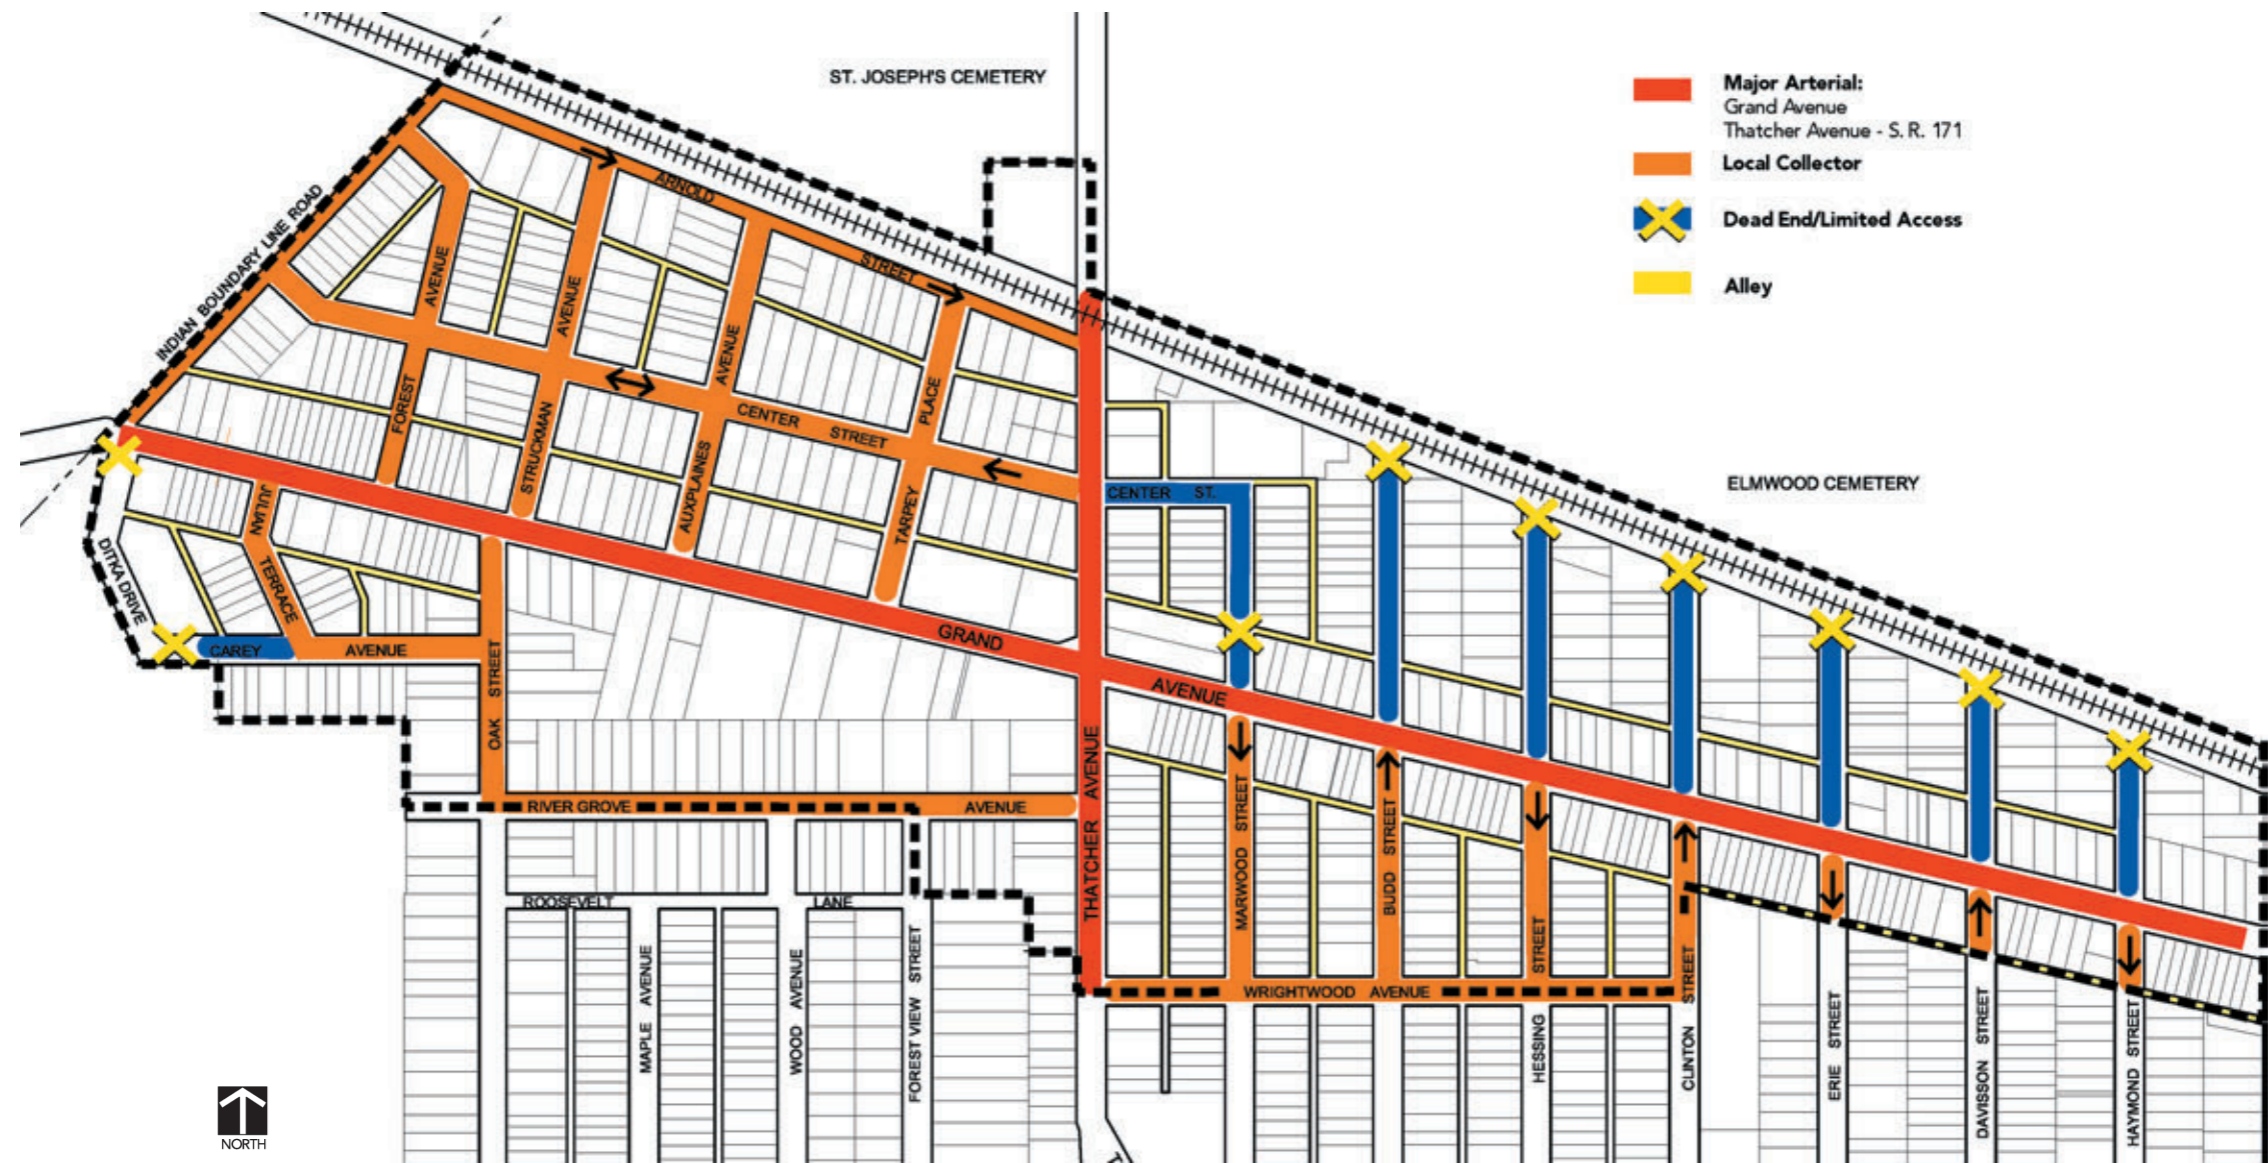 ST. JOSEPH'S CEMETERY
Major Arterial:
Grand Avenue
Thatcher Avenue - S. R. 171
Local Collector
Dead End/Limited Access
Alley
ARNOLD
STREET
INDIAN BOUNDARY LINE ROAD
AVENUE
FOREST
AVENUE
STRUCKMAN
AVENUE
AUXPLAINES
PLACE
TARPEY
CENTER STREET
CENTER ST.
ELMWOOD CEMETERY
JULIAN
TERRACE
DITKA DRIVE
CAREY AVENUE
OAK STREET
GRAND
AVENUE
THATCHER AVENUE
RIVER GROVE AVENUE
ROOSEVELT LANE
MAPLE AVENUE
WOOD AVENUE
FOREST VIEW STREET
MARWOOD STREET
BUDD STREET
STREET
HESSING
WRIGHTWOOD AVENUE
CLINTON STREET
ERIE STREET
DAVISSON STREET
HAYMOND STREET
NORTH